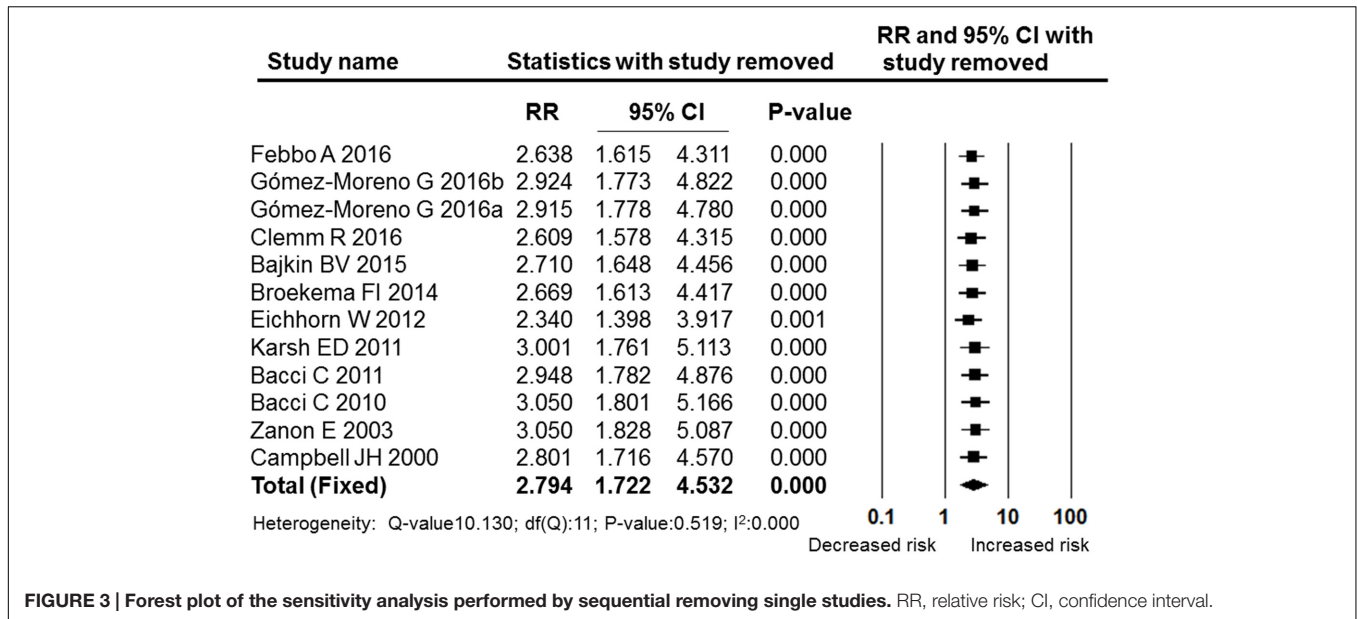 Study name Statistics with study removed RR and 95% CI with study removed
RR 95% CI P-value
Febbo A 2016 2.638 1.615 4.311 0.000
Gómez-Moreno G 2016b 2.924 1.773 4.822 0.000
Gómez-Moreno G 2016a 2.915 1.778 4.780 0.000
Clemm R 2016 2.609 1.578 4.315 0.000
Bajkin BV 2015 2.710 1.648 4.456 0.000
Broekema FI 2014 2.669 1.613 4.417 0.000
Eichhorn W 2012 2.340 1.398 3.917 0.001
Karsh ED 2011 3.001 1.761 5.113 0.000
Bacci C 2011 2.948 1.782 4.876 0.000
Bacci C 2010 3.050 1.801 5.166 0.000
Zanon E 2003 3.050 1.828 5.087 0.000
Campbell JH 2000 2.801 1.716 4.570 0.000
Total (Fixed) 2.794 1.722 4.532 0.000
Heterogeneity: Q-value10.130; df(Q):11; P-value:0.519; I²:0.000
0.1 1 10 100
Decreased risk Increased risk
FIGURE 3 | Forest plot of the sensitivity analysis performed by sequential removing single studies. RR, relative risk; CI, confidence interval.